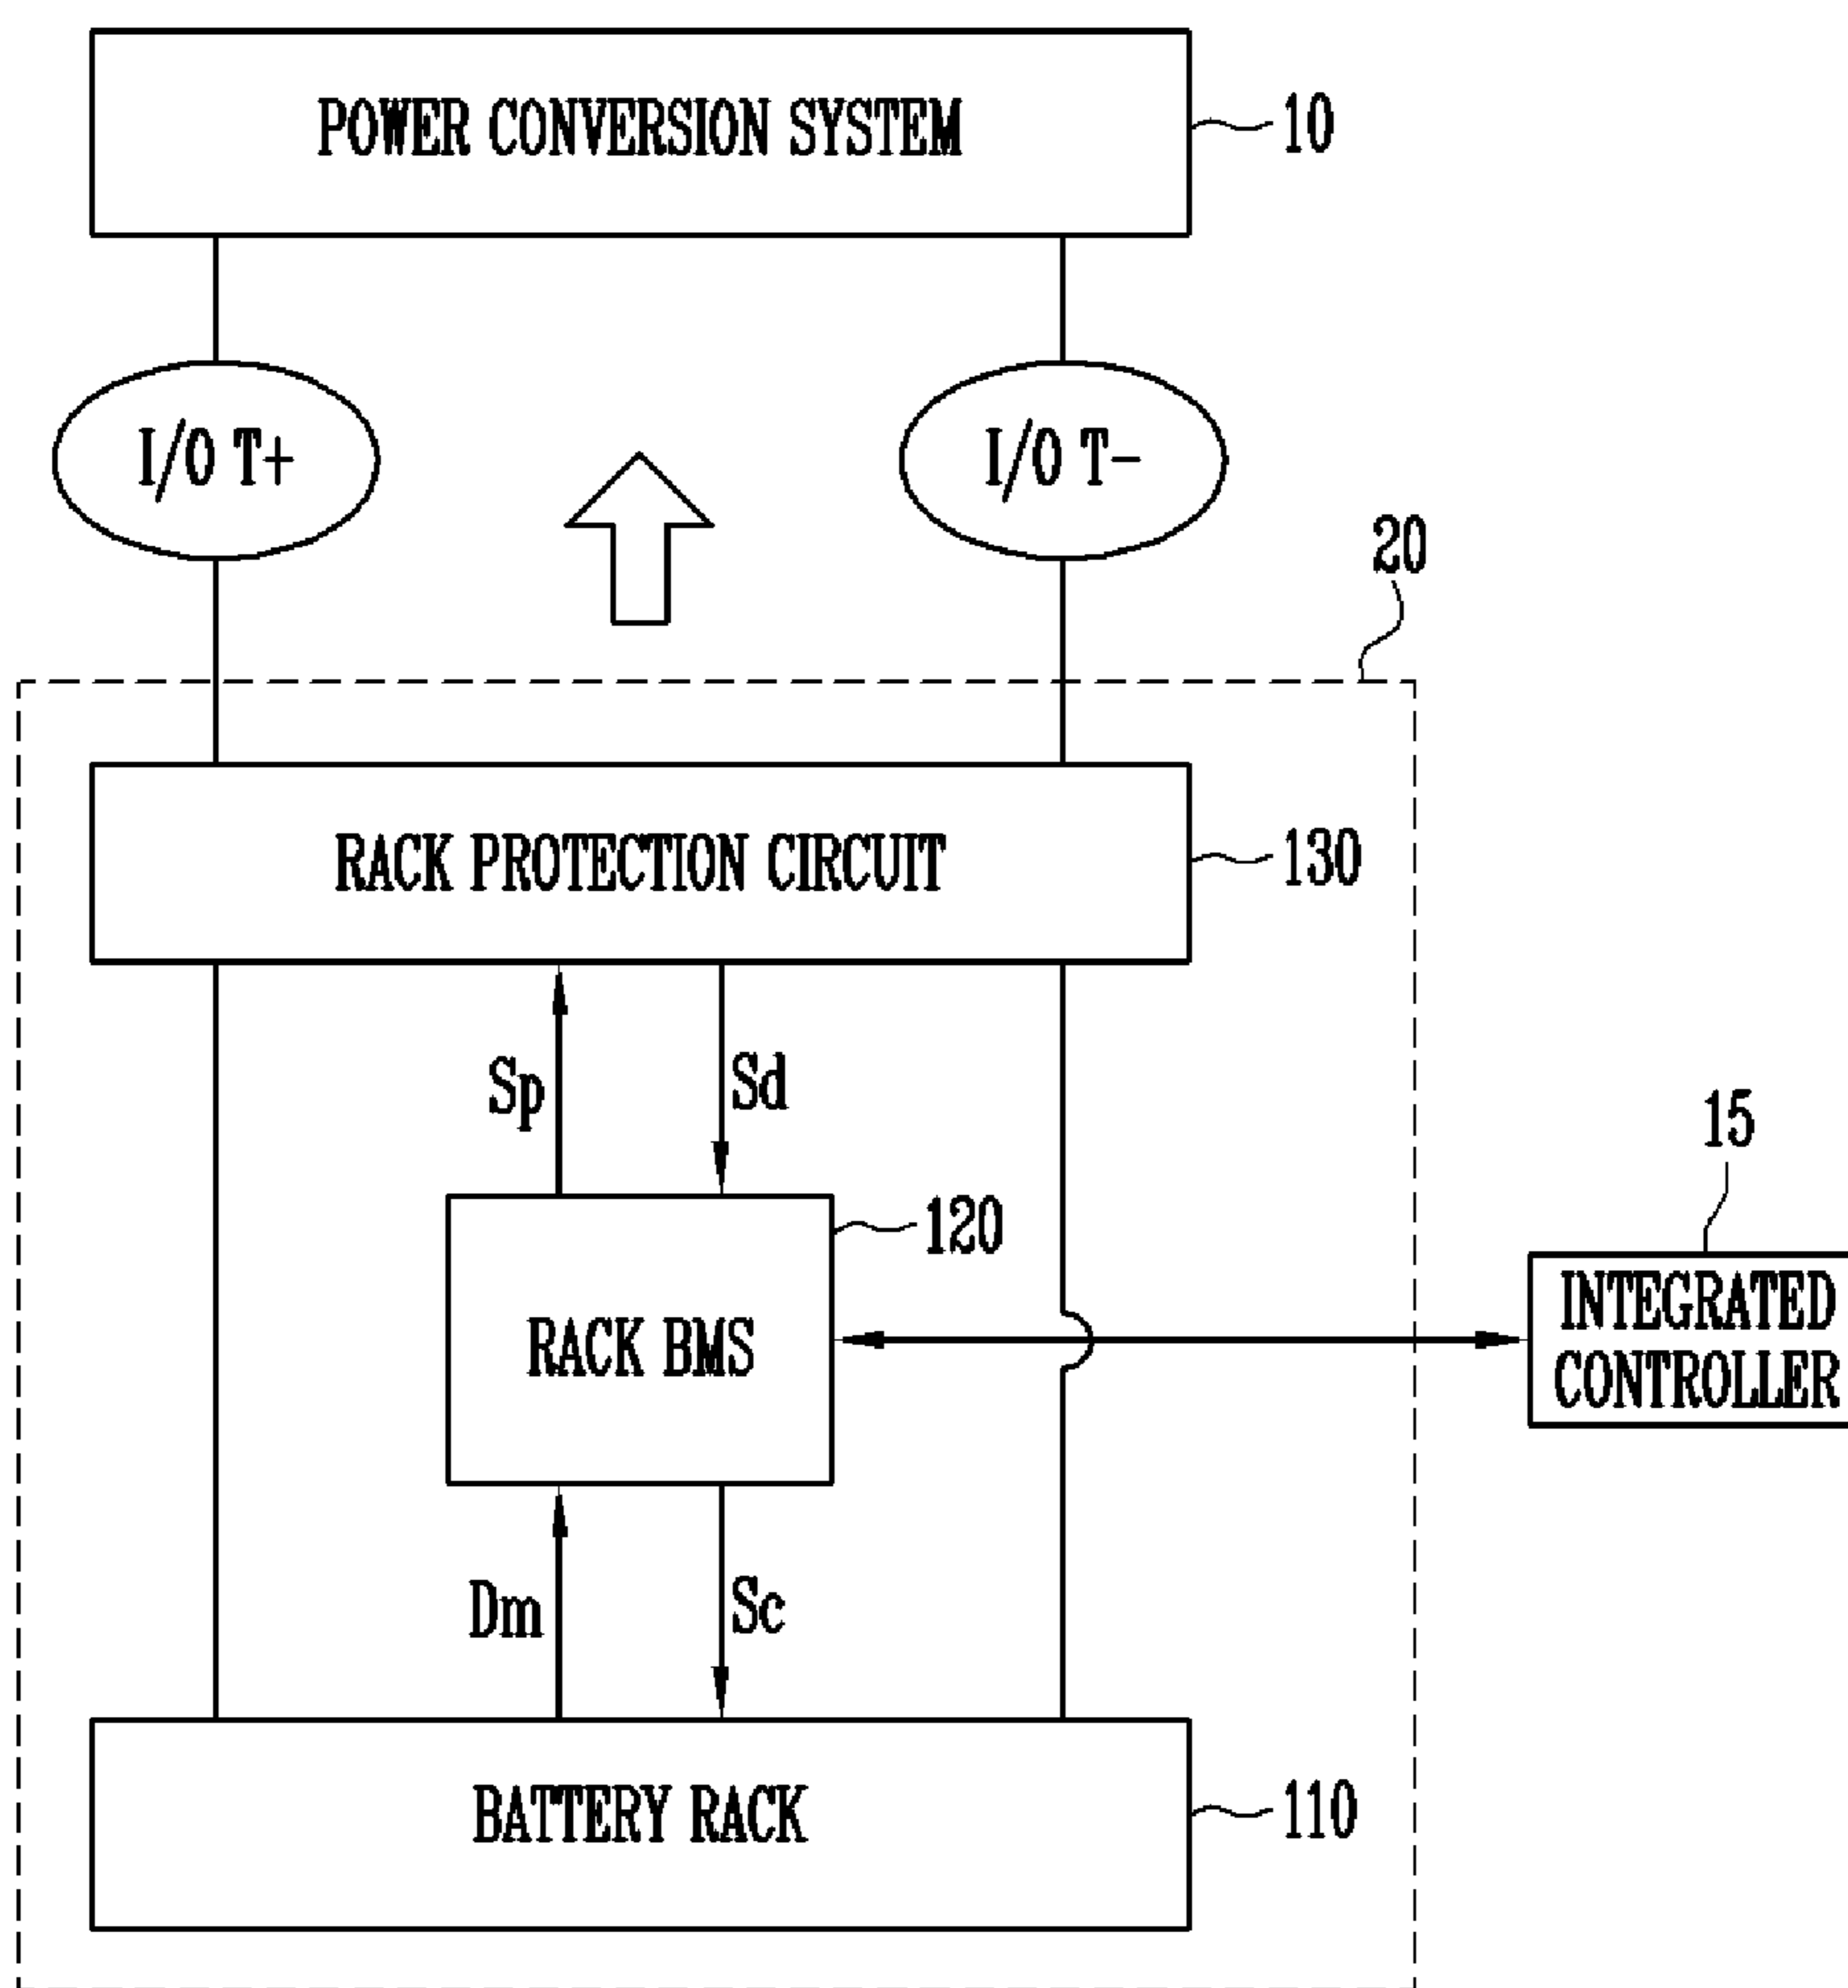 POWER CONVERSION SYSTEM
10
I/O T+
I/O T-
20
RACK PROTECTION CIRCUIT
130
Sp
Sd
15
120
RACK BMS
INTEGRATED
CONTROLLER
Dm
Sc
BATTERY RACK
110